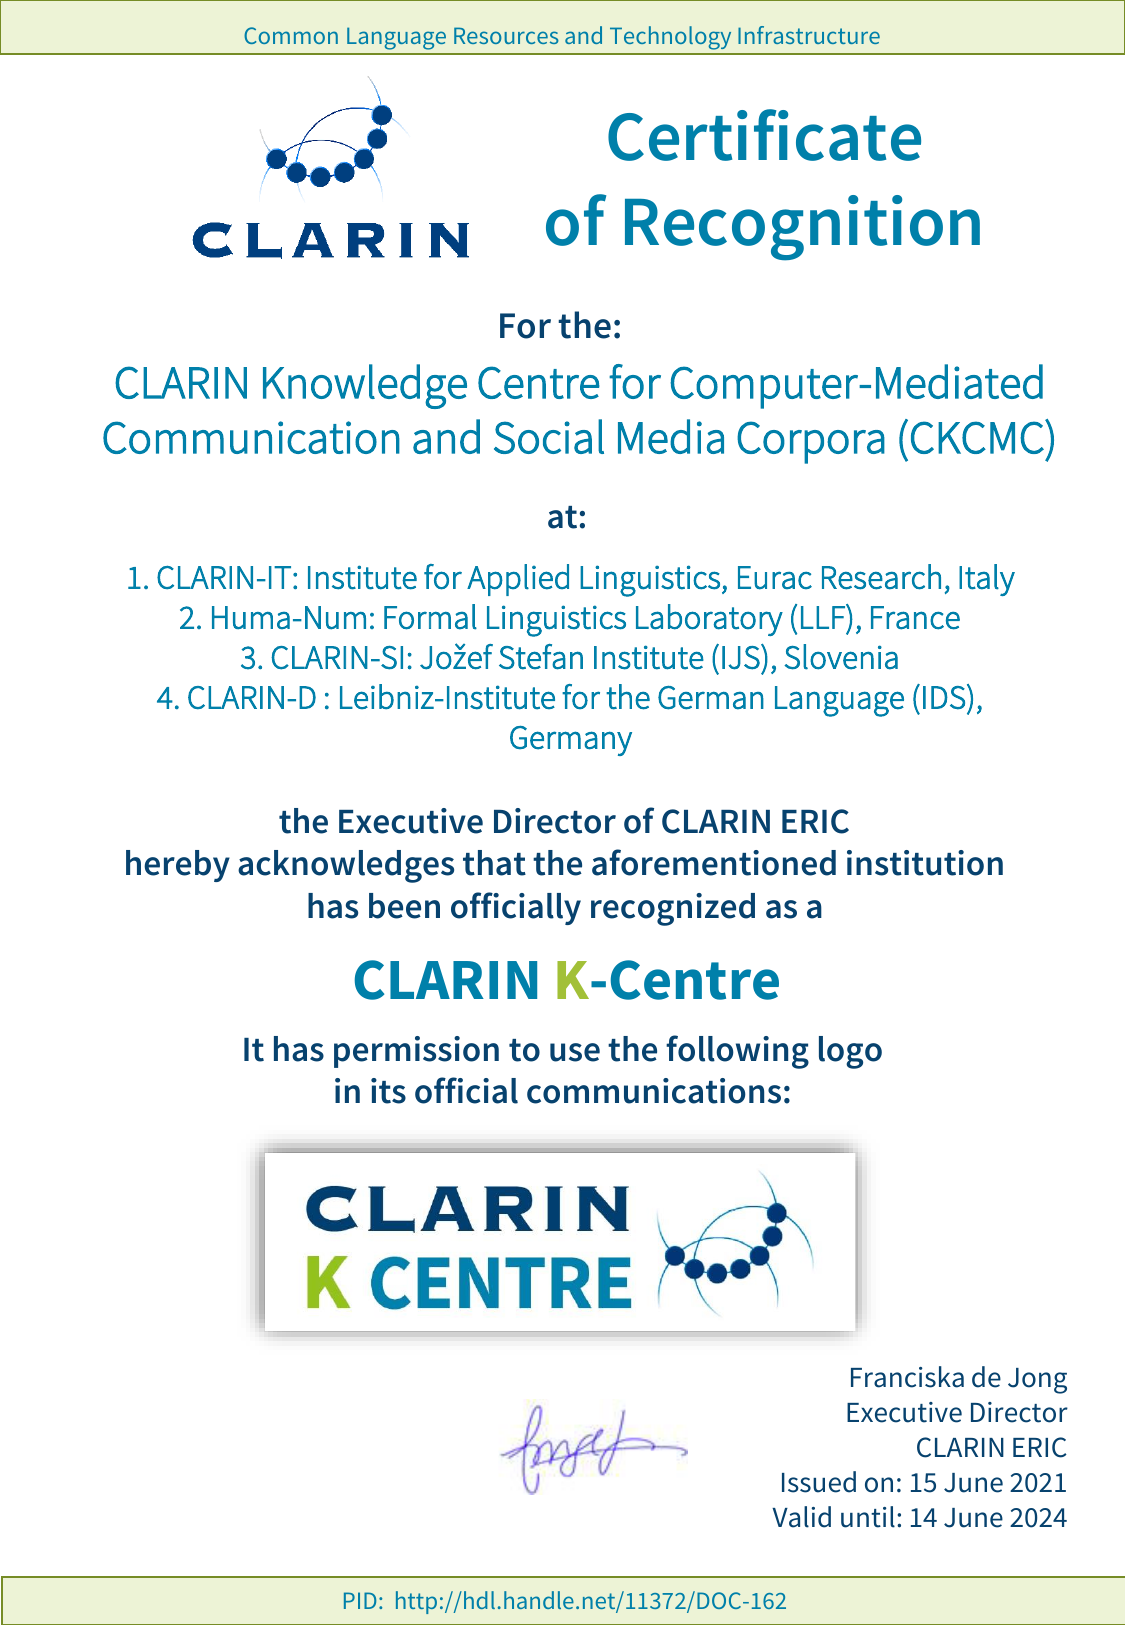 Common Language Resources and Technology Infrastructure
CLARIN
Certificate
of Recognition
For the:
CLARIN Knowledge Centre for Computer-Mediated
Communication and Social Media Corpora (CKCMC)
at:
1. CLARIN-IT: Institute for Applied Linguistics, Eurac Research, Italy
2. Huma-Num: Formal Linguistics Laboratory (LLF), France
3. CLARIN-SI: Jožef Stefan Institute (IJS), Slovenia
4. CLARIN-D : Leibniz-Institute for the German Language (IDS),
Germany
the Executive Director of CLARIN ERIC
hereby acknowledges that the aforementioned institution
has been officially recognized as a
CLARIN K-Centre
It has permission to use the following logo
in its official communications:
CLARIN
K CENTRE
Franciska de Jong
Executive Director
CLARIN ERIC
Issued on: 15 June 2021
Valid until: 14 June 2024
PID: http://hdl.handle.net/11372/DOC-162